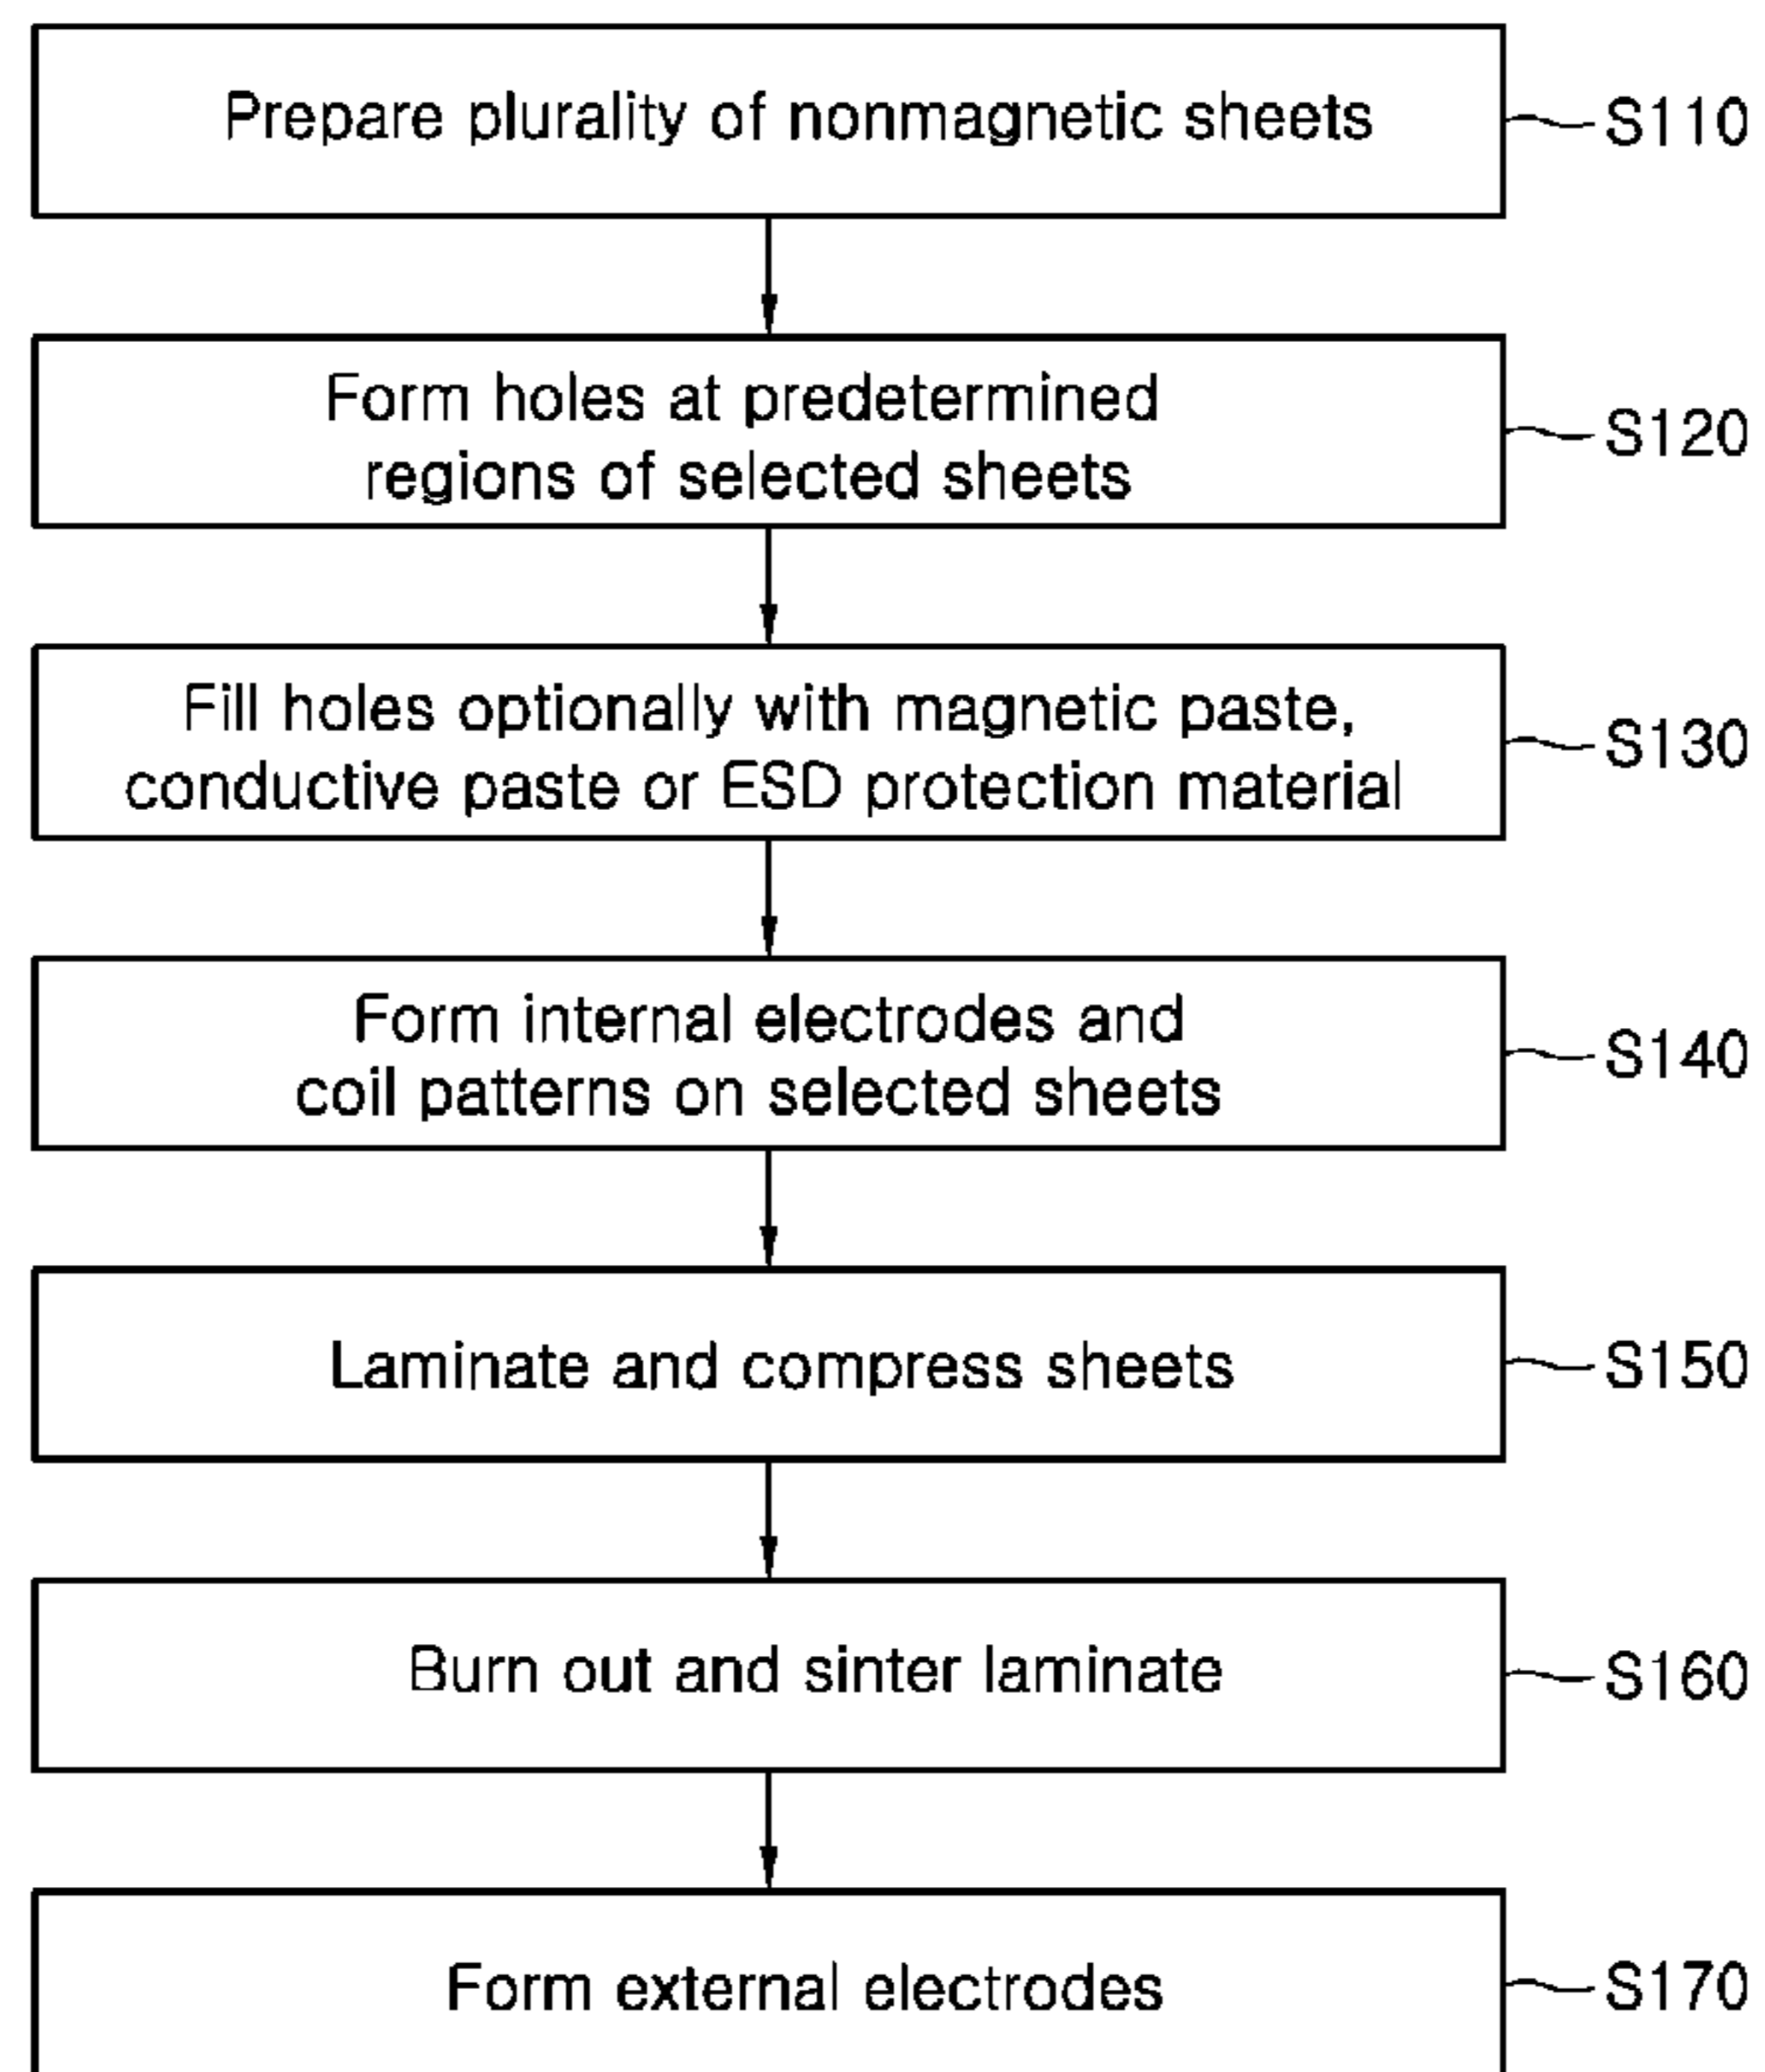 Prepare plurality of nonmagnetic sheets
S110
Form holes at predetermined
regions of selected sheets
S120
Fill holes optionally with magnetic paste,
conductive paste or ESD protection material
S130
Form internal electrodes and
coil patterns on selected sheets
S140
Laminate and compress sheets
S150
Burn out and sinter laminate
S160
Form external electrodes
S170